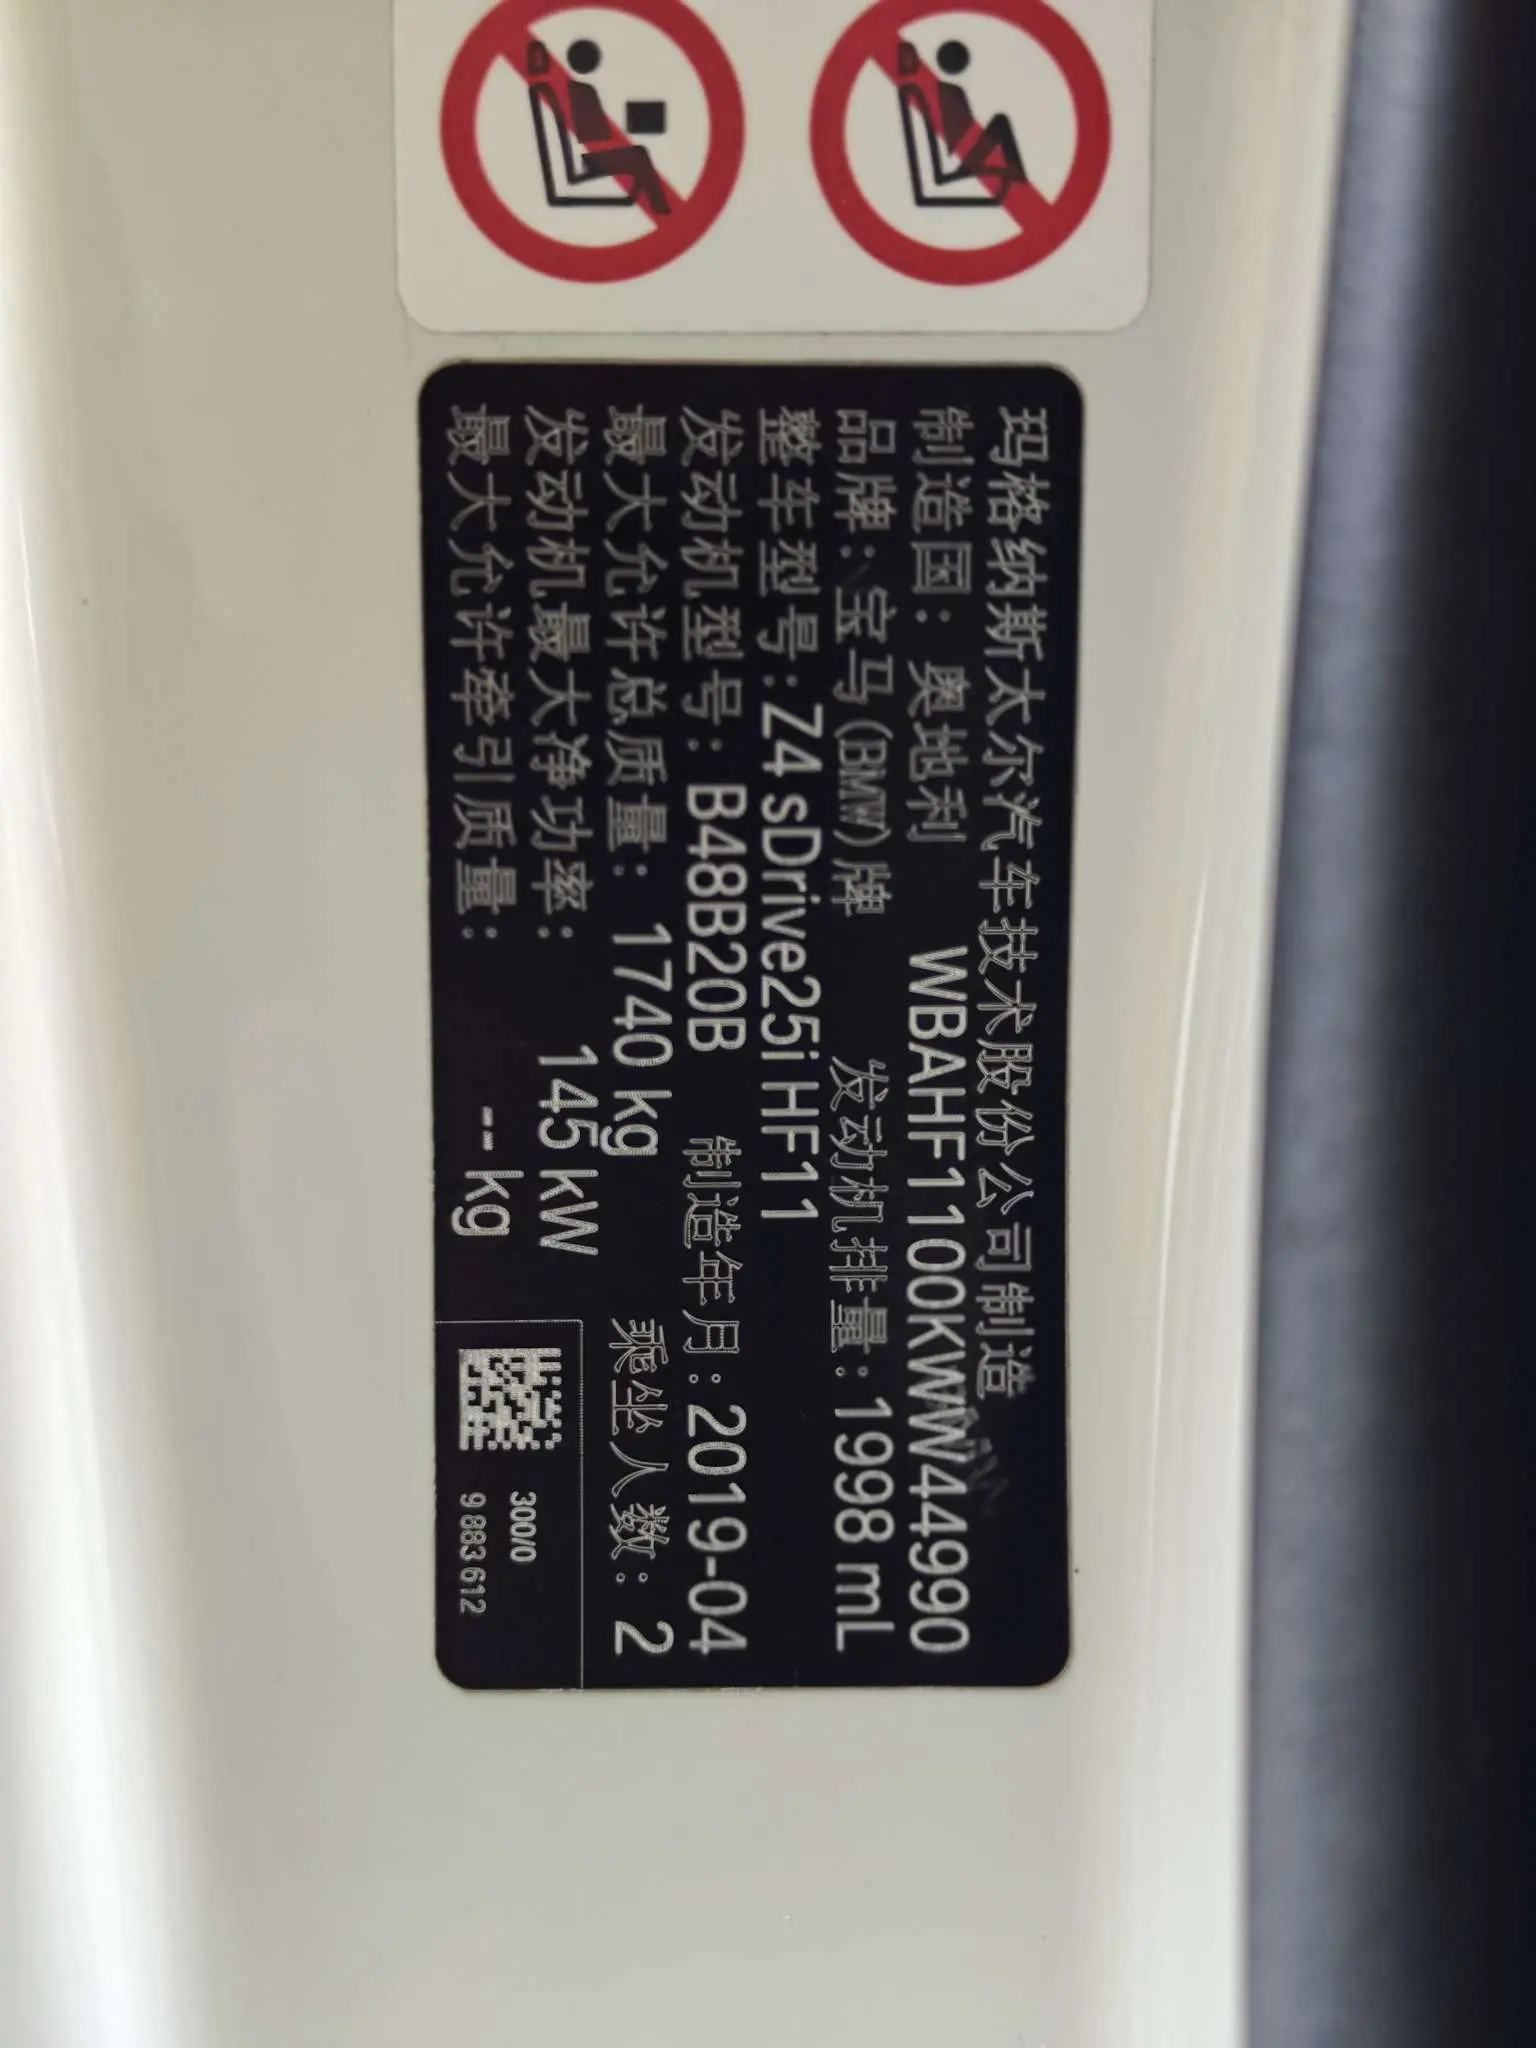 玛格纳斯太尔汽车技术股份公司制造
制造国：奥地利 WBAHF1100KWW44990
品牌：宝马(BMW)牌 发动机排量：1998 mL
整车型号：Z4 sDrive25i HF11
发动机型号：B48B20B 制造年月：2019-04
最大允许总质量：1740 kg 乘坐人数：2
发动机最大净功率：145 kW
最大允许牵引质量：-- kg
300/0
9 883 612